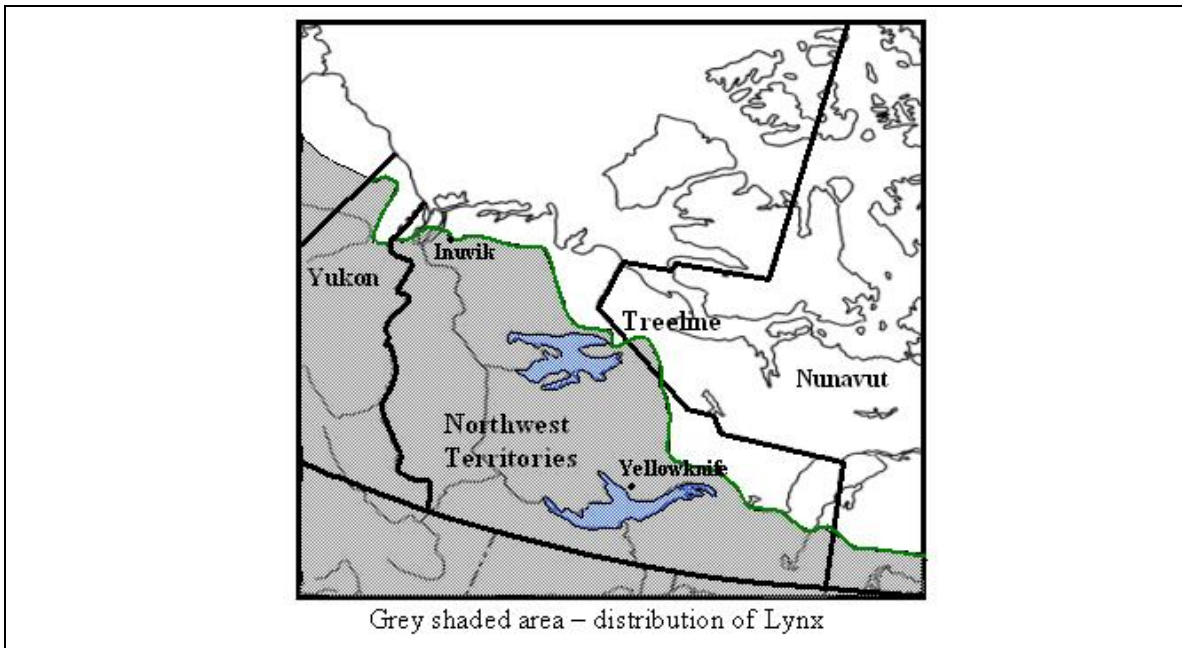 Inuvik
Yukon
Treeline
Nunavut
Northwest
Territories
Yellowknife
Grey shaded area – distribution of Lynx